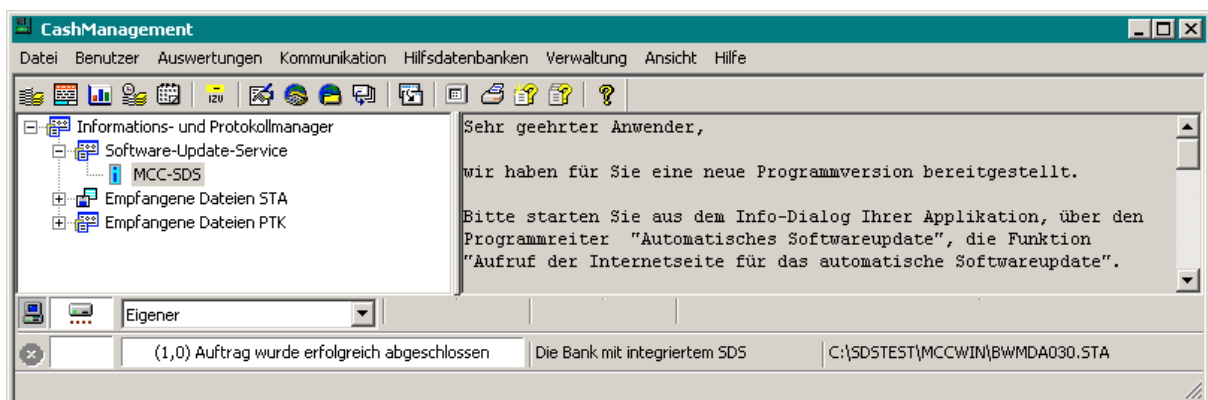 CashManagement
Datei Benutzer Auswertungen Kommunikation Hilfsdatenbanken Verwaltung Ansicht Hilfe
IZU
Informations- und Protokollmanager
Software-Update-Service
MCC-SDS
Empfangene Dateien STA
Empfangene Dateien PTK
Sehr geehrter Anwender,
wir haben für Sie eine neue Programmversion bereitgestellt.
Bitte starten Sie aus dem Info-Dialog Ihrer Applikation, über den
Programmreiter "Automatisches Softwareupdate", die Funktion
"Aufruf der Internetseite für das automatische Softwareupdate".
Eigener
(1,0) Auftrag wurde erfolgreich abgeschlossen Die Bank mit integriertem SDS C:\SDSTEST\MCCWIN\BWMDA030.STA